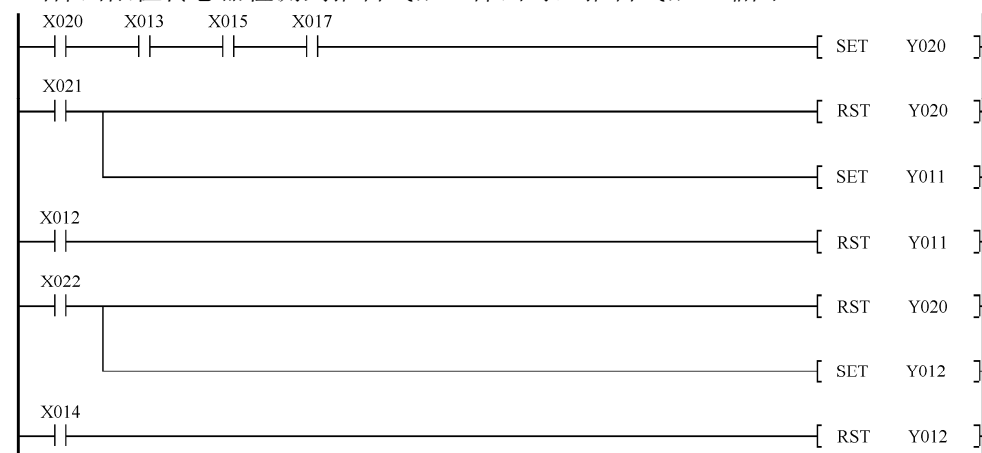 X020 X013 X015 X017
SET Y020
X021
RST Y020
SET Y011
X012
RST Y011
X022
RST Y020
SET Y012
X014
RST Y012